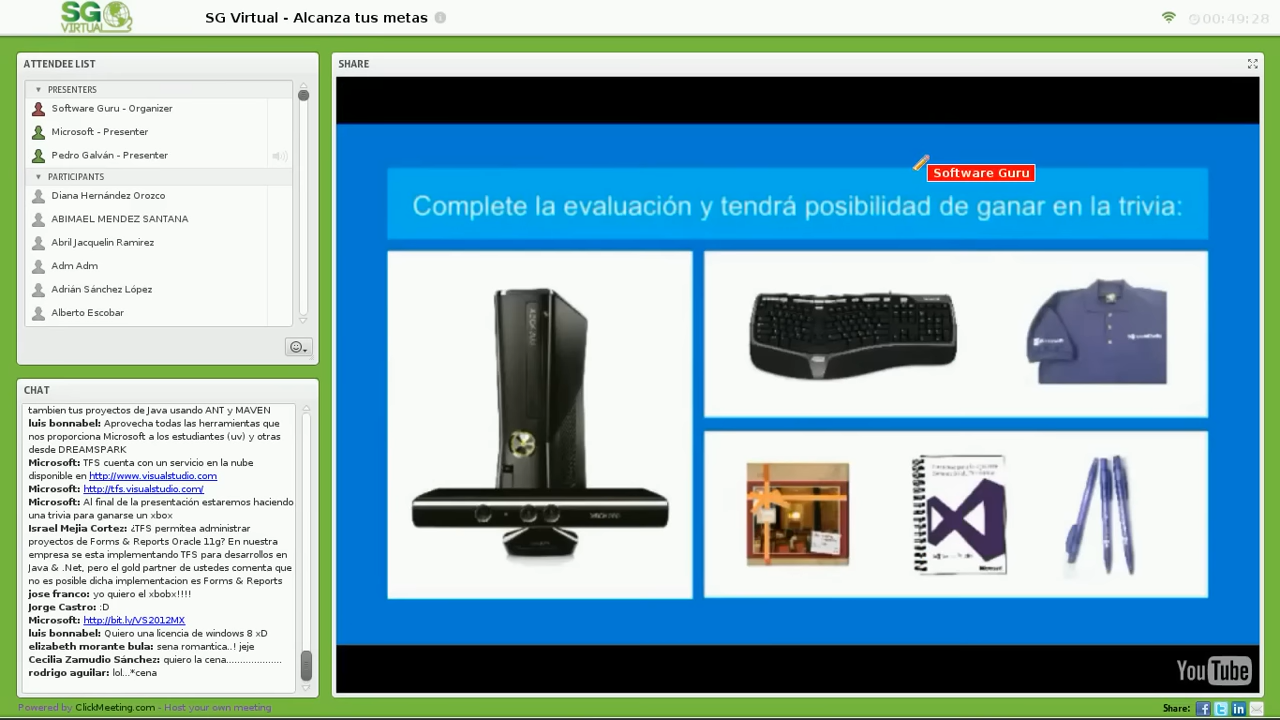 SG VIRTUAL
SG Virtual - Alcanza tus metas
00:49:28
ATTENDEE LIST
PRESENTERS
Software Guru - Organizer
Microsoft - Presenter
Pedro Galván - Presenter
PARTICIPANTS
Diana Hernández Orozco
ABIMAEL MENDEZ SANTANA
Abril Jacquelin Ramirez
Adm Adm
Adrián Sánchez López
Alberto Escobar
CHAT
tambien tus proyectos de Java usando ANT y MAVEN
luis bonnabel: Aprovecha todas las herramientas que
nos proporciona Microsoft a los estudiantes (uv) y otras
desde DREAMSPARK
Microsoft: TFS cuenta con un servicio en la nube
disponible en http://www.visualstudio.com
Microsoft: http://tfs.visualstudio.com/
Microsoft: Al final de la presentación estaremos haciendo
una trivia para ganarse un xbox
Israel Mejia Cortez: ¿TFS permitea administrar
proyectos de Forms & Reports Oracle 11g? En nuestra
empresa se esta implementando TFS para desarrollos en
Java & .Net, pero el gold partner de ustedes comenta que
no es posible dicha implementacion es Forms & Reports
jose franco: yo quiero el xbobx!!!!
Jorge Castro: :D
Microsoft: http://bit.ly/VS2012MX
luis bonnabel: Quiero una licencia de windows 8 xD
elizabeth morante bula: sena romantica..! jeje
Cecilia Zamudio Sánchez: quiero la cena...................
rodrigo aguilar: lol...*cena
SHARE
Software Guru
Complete la evaluación y tendrá posibilidad de ganar en la trivia:
XBOX 360
Microsoft
YouTube
Powered by ClickMeeting.com - Host your own meeting
Share: